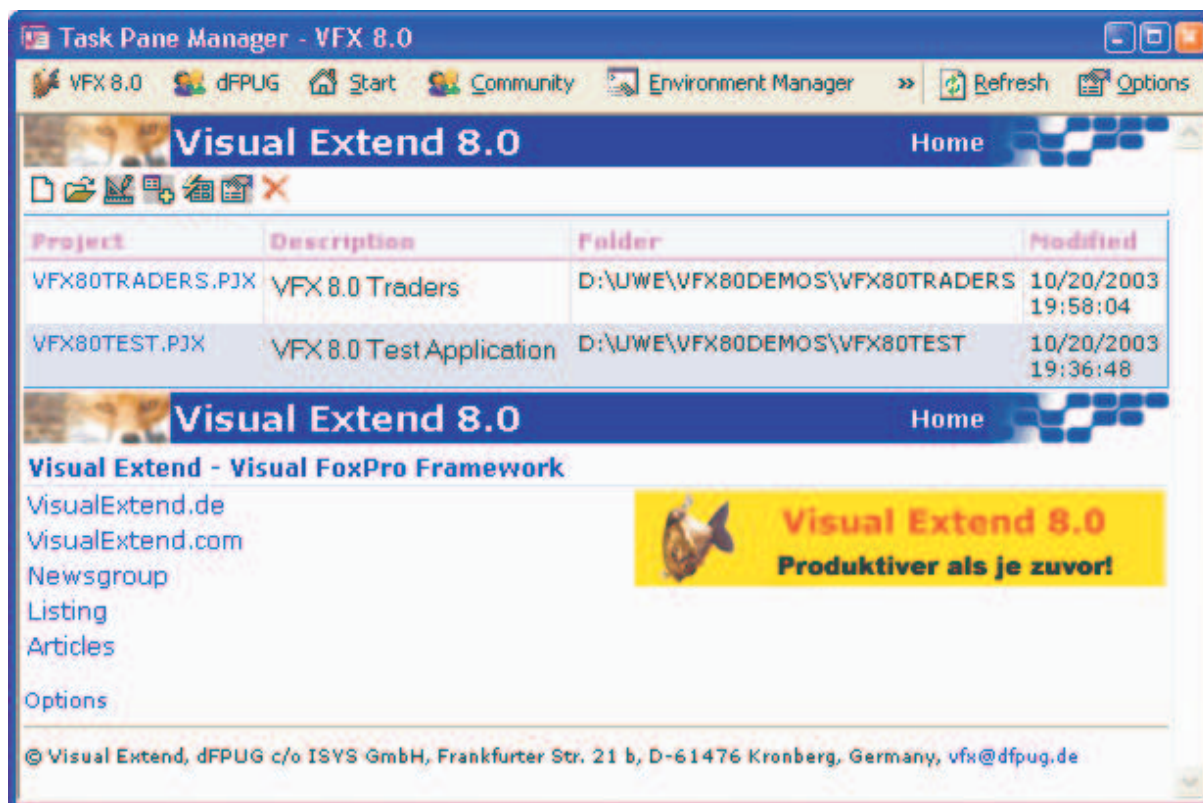 Task Pane Manager - VFX 8.0
VFX 8.0 dFPUG Start Community Environment Manager » Refresh Options
Visual Extend 8.0 Home
Project Description Folder Modified
VFX80TRADERS.PJX VFX 8.0 Traders D:\UWE\VFX80DEMOS\VFX80TRADERS 10/20/2003
19:58:04
VFX80TEST.PJX VFX 8.0 Test Application D:\UWE\VFX80DEMOS\VFX80TEST 10/20/2003
19:36:48
Visual Extend 8.0 Home
Visual Extend - Visual FoxPro Framework
VisualExtend.de
VisualExtend.com
Newsgroup
Listing
Articles
Visual Extend 8.0
Produktiver als je zuvor!
Options
© Visual Extend, dFPUG c/o ISYS GmbH, Frankfurter Str. 21 b, D-61476 Kronberg, Germany, vfx@dfpug.de